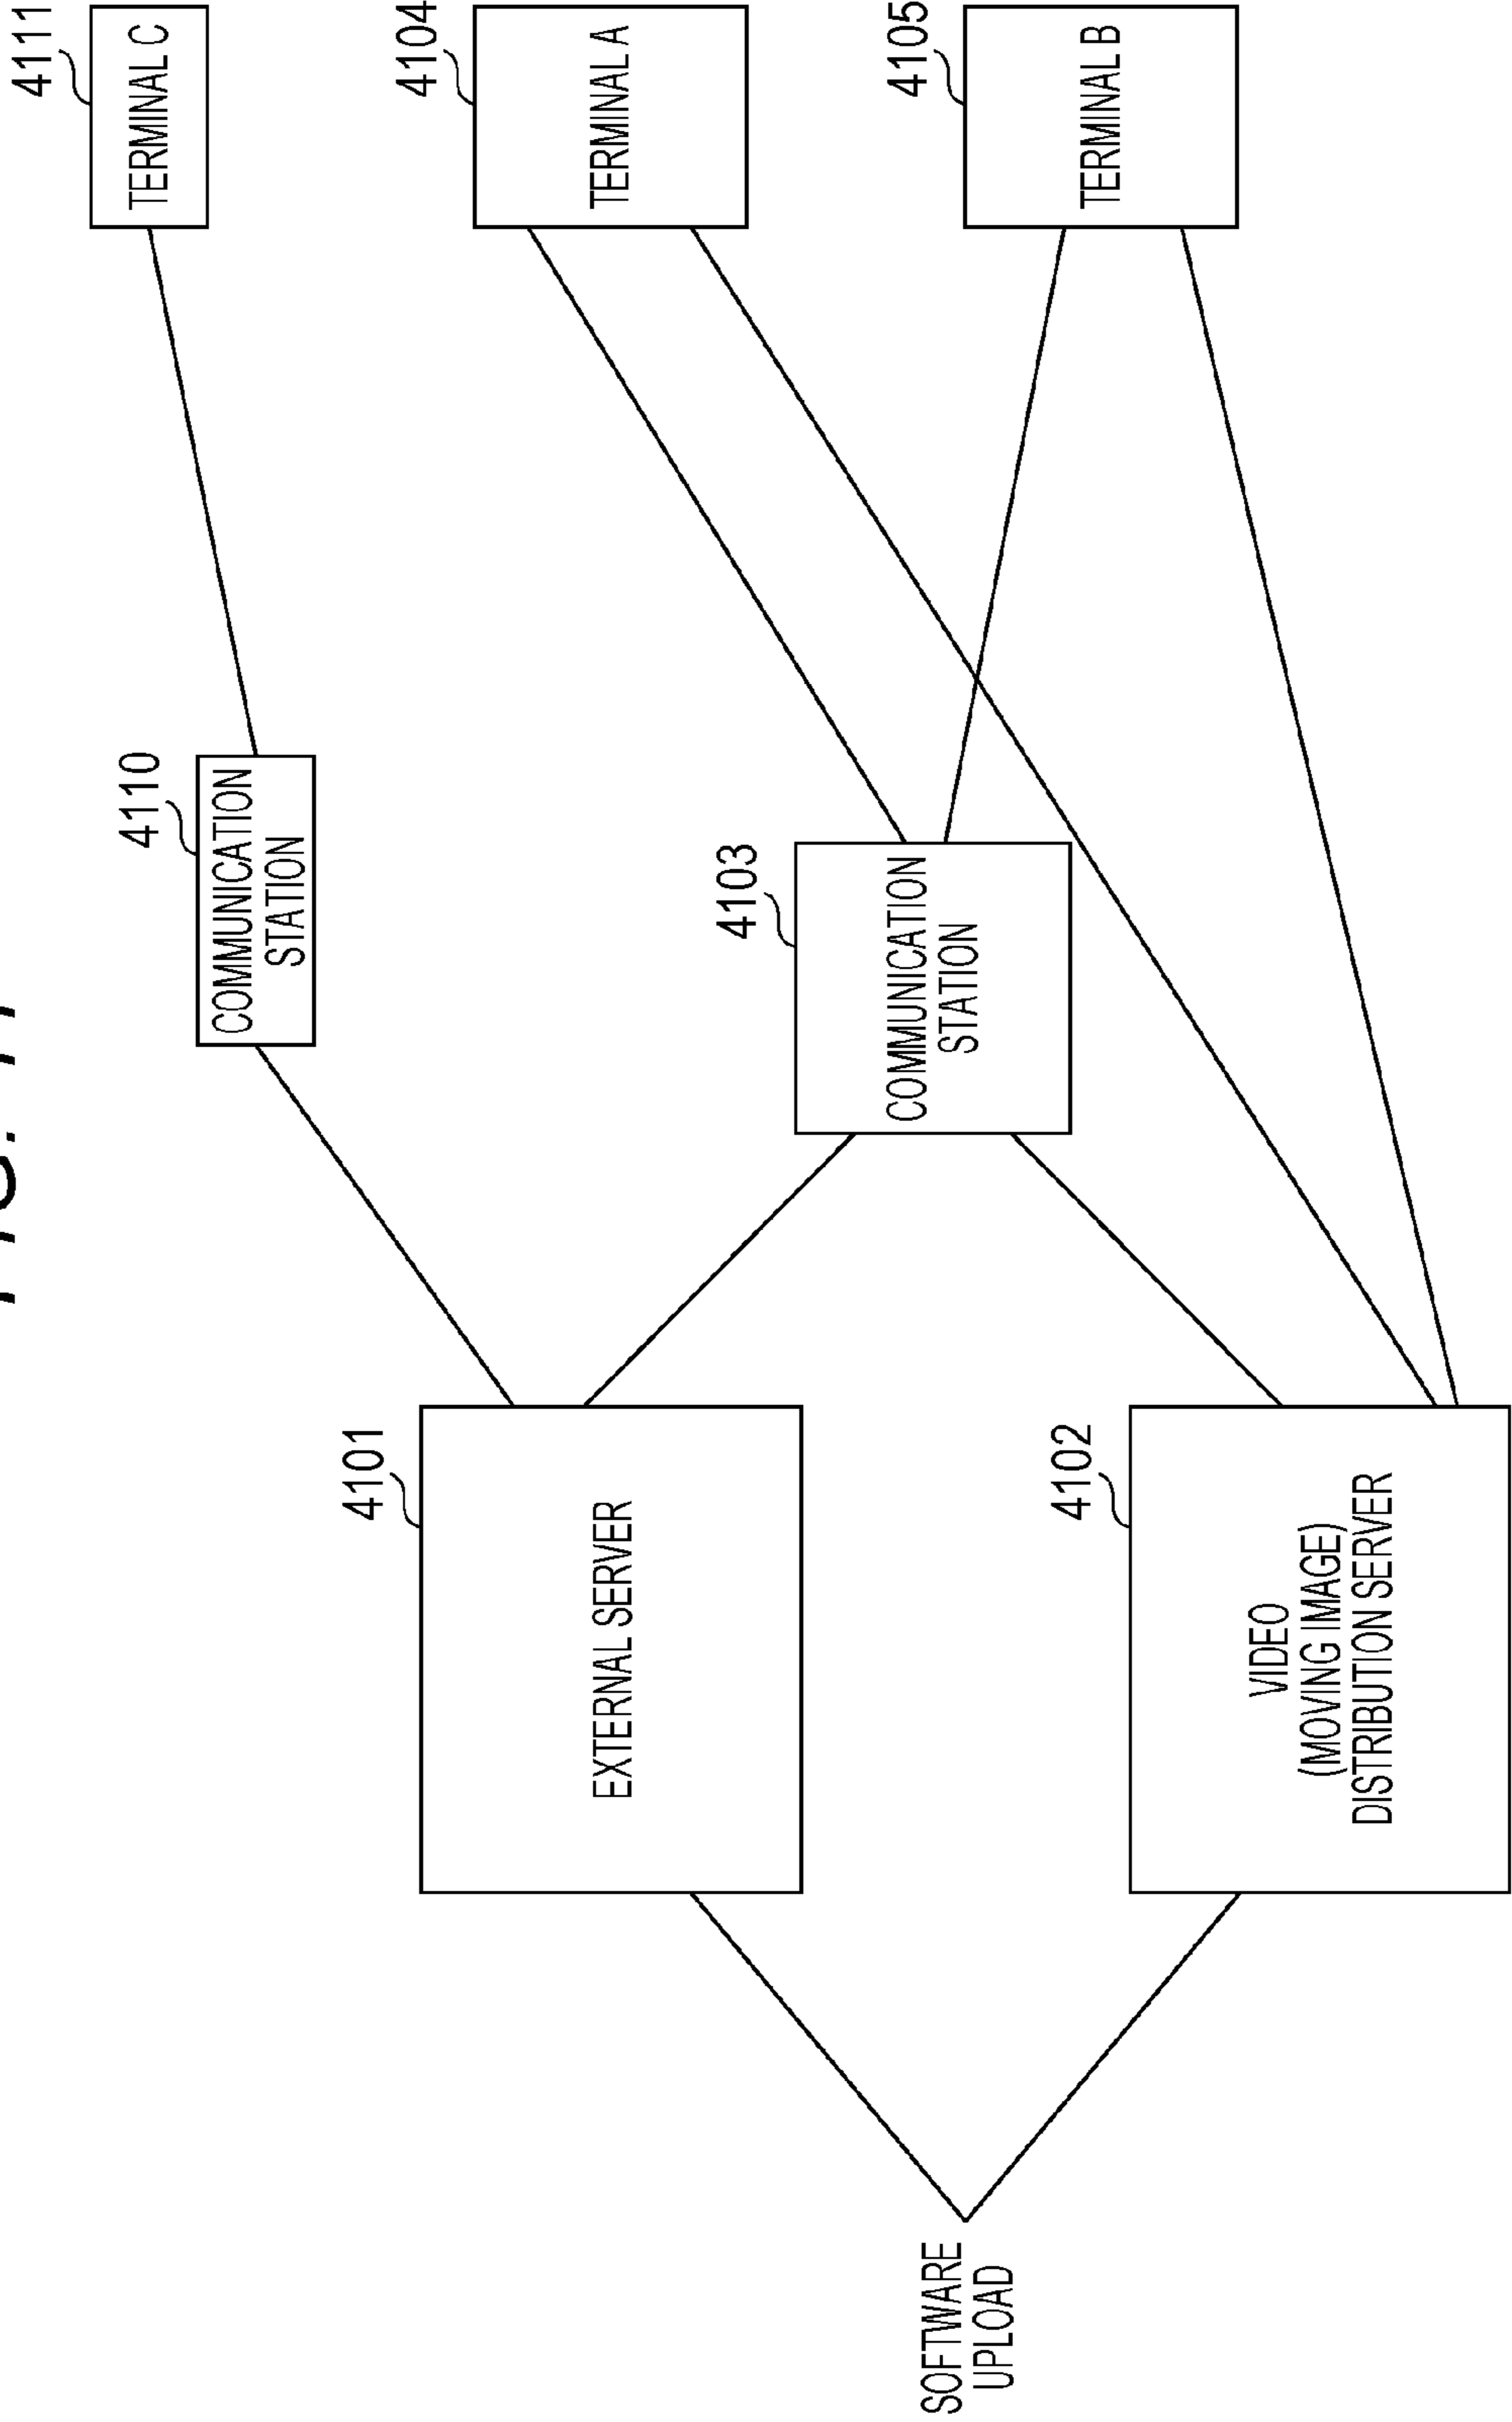 4111
TERMINAL C
4110
COMMUNICATION
STATION
4101
EXTERNAL SERVER
4104
TERMINAL A
4103
COMMUNICATION
STATION
4105
TERMINAL B
SOFTWARE
UPLOAD
4102
VIDEO
(MOVING IMAGE)
DISTRIBUTION SERVER